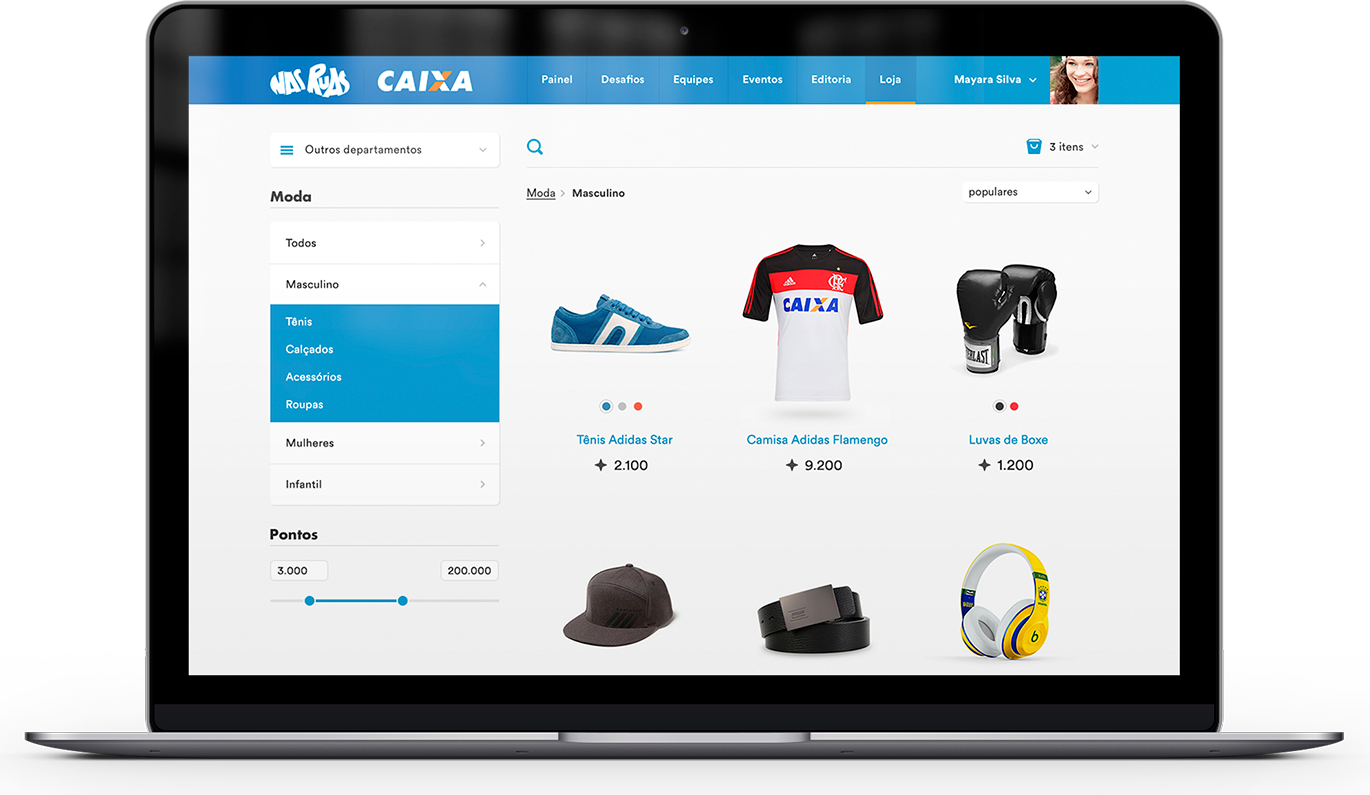 NAS RUAS
CAIXA
Painel
Desafios
Equipes
Eventos
Editoria
Loja
Mayara Silva
Outros departamentos
3 itens
Moda
Moda > Masculino
populares
Todos
Masculino
Tênis
Calçados
Acessórios
Roupas
Mulheres
Infantil
Pontos
3.000
200.000
CAIXA
EVERLAST
Tênis Adidas Star
2.100
Camisa Adidas Flamengo
9.200
Luvas de Boxe
1.200
b